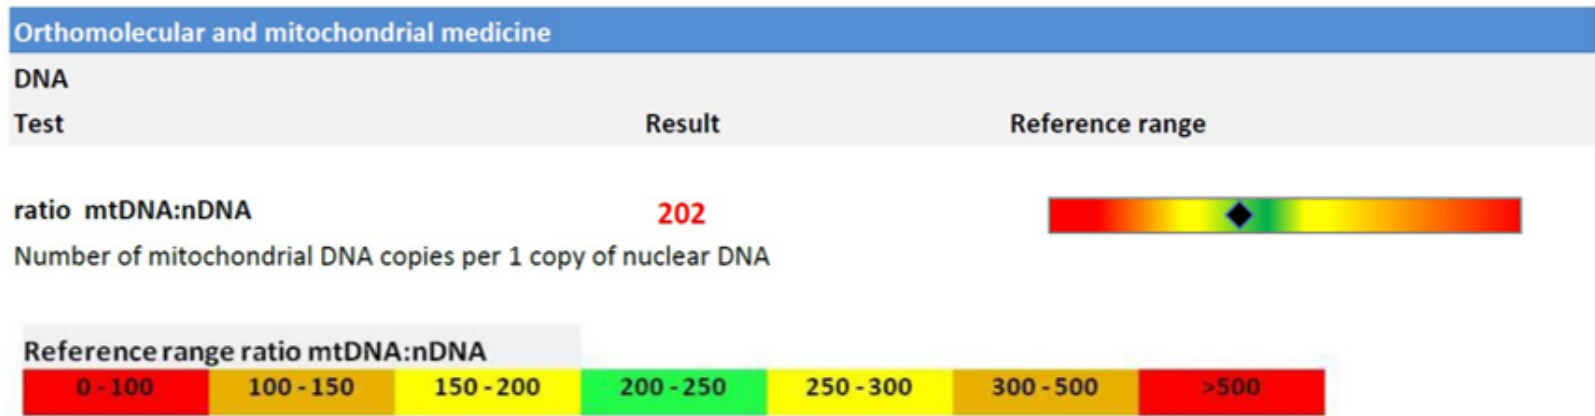 Orthomolecular and mitochondrial medicine
DNA
Test Result Reference range
ratio mtDNA:nDNA 202
Number of mitochondrial DNA copies per 1 copy of nuclear DNA
Reference range ratio mtDNA:nDNA
0 - 100 100 - 150 150 - 200 200 - 250 250 - 300 300 - 500 >500